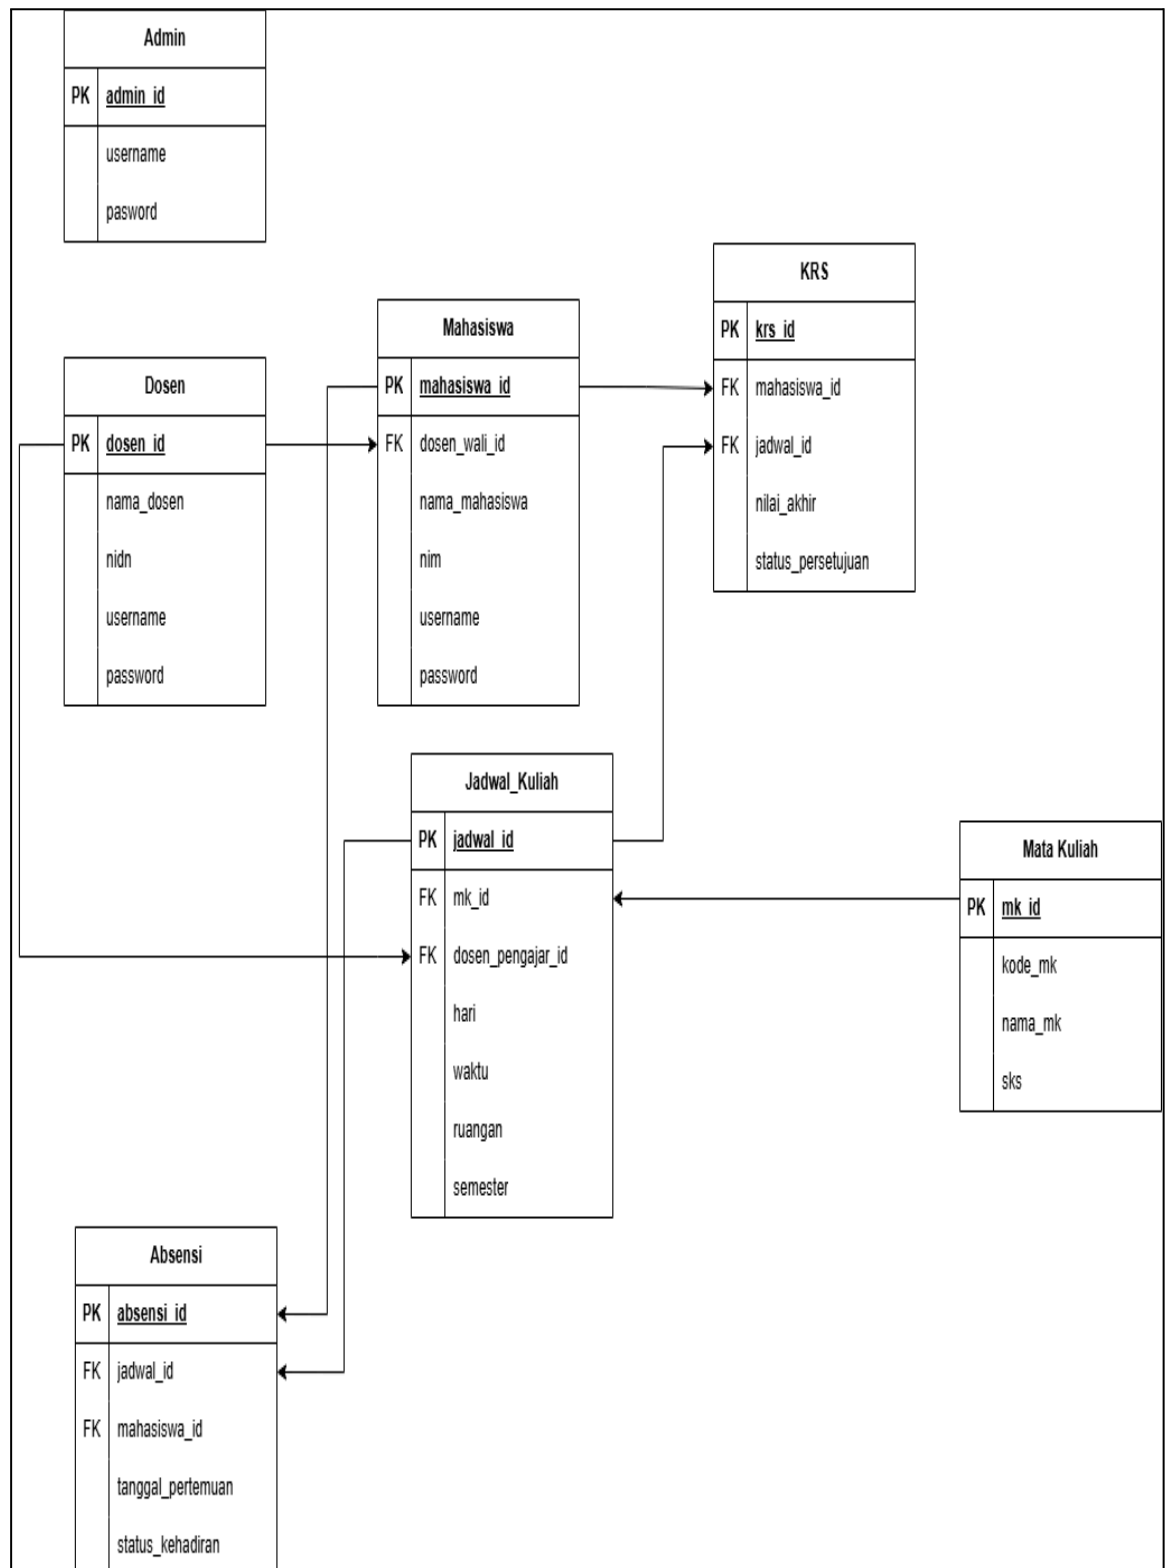 Admin
PK admin_id
username
pasword
KRS
PK krs_id
FK mahasiswa_id
FK jadwal_id
nilai_akhir
status_persetujuan
Mahasiswa
PK mahasiswa_id
FK dosen_wali_id
nama_mahasiswa
nim
username
password
Dosen
PK dosen_id
nama_dosen
nidn
username
password
Jadwal_Kuliah
PK jadwal_id
FK mk_id
FK dosen_pengajar_id
hari
waktu
ruangan
semester
Mata Kuliah
PK mk_id
kode_mk
nama_mk
sks
Absensi
PK absensi_id
FK jadwal_id
FK mahasiswa_id
tanggal_pertemuan
status_kehadiran